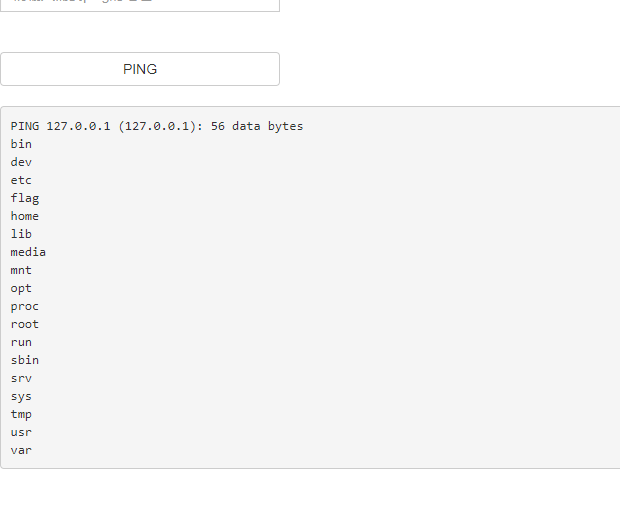 PING
PING 127.0.0.1 (127.0.0.1): 56 data bytes
bin
dev
etc
flag
home
lib
media
mnt
opt
proc
root
run
sbin
srv
sys
tmp
usr
var